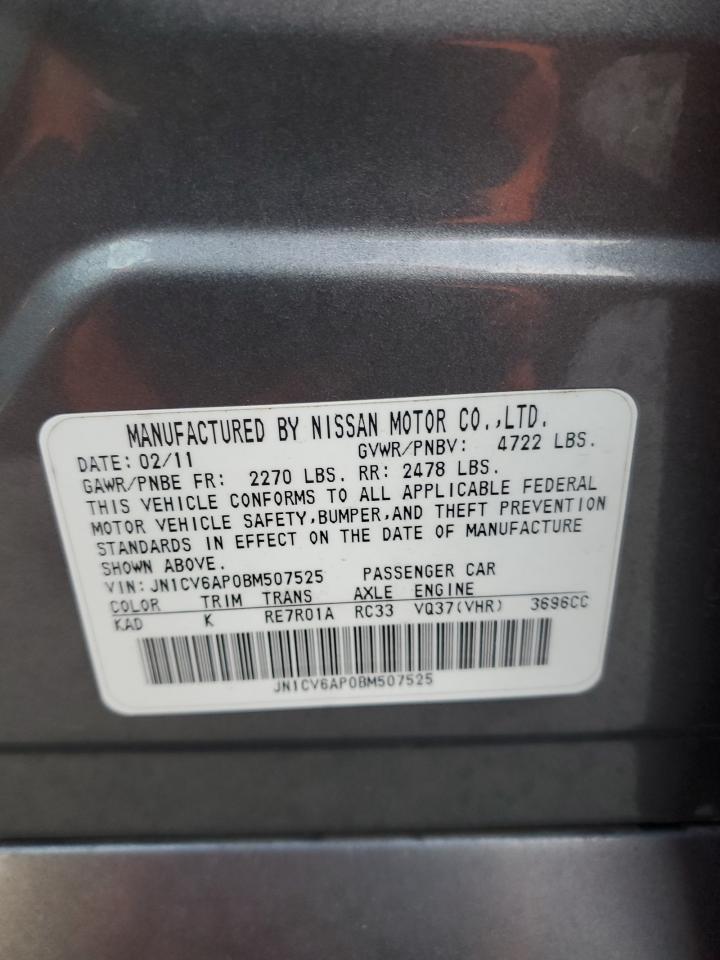 MANUFACTURED BY NISSAN MOTOR CO.,LTD.
DATE: 02/11 GVWR/PNBV: 4722 LBS.
GAWR/PNBE FR: 2270 LBS. RR: 2478 LBS.
THIS VEHICLE CONFORMS TO ALL APPLICABLE FEDERAL
MOTOR VEHICLE SAFETY,BUMPER,AND THEFT PREVENTION
STANDARDS IN EFFECT ON THE DATE OF MANUFACTURE
SHOWN ABOVE.
VIN: JN1CV6AP0BM507525 PASSENGER CAR
COLOR TRIM TRANS AXLE ENGINE
KAD K RE7R01A RC33 VQ37(VHR) 3696CC
JN1CV6AP0BM507525